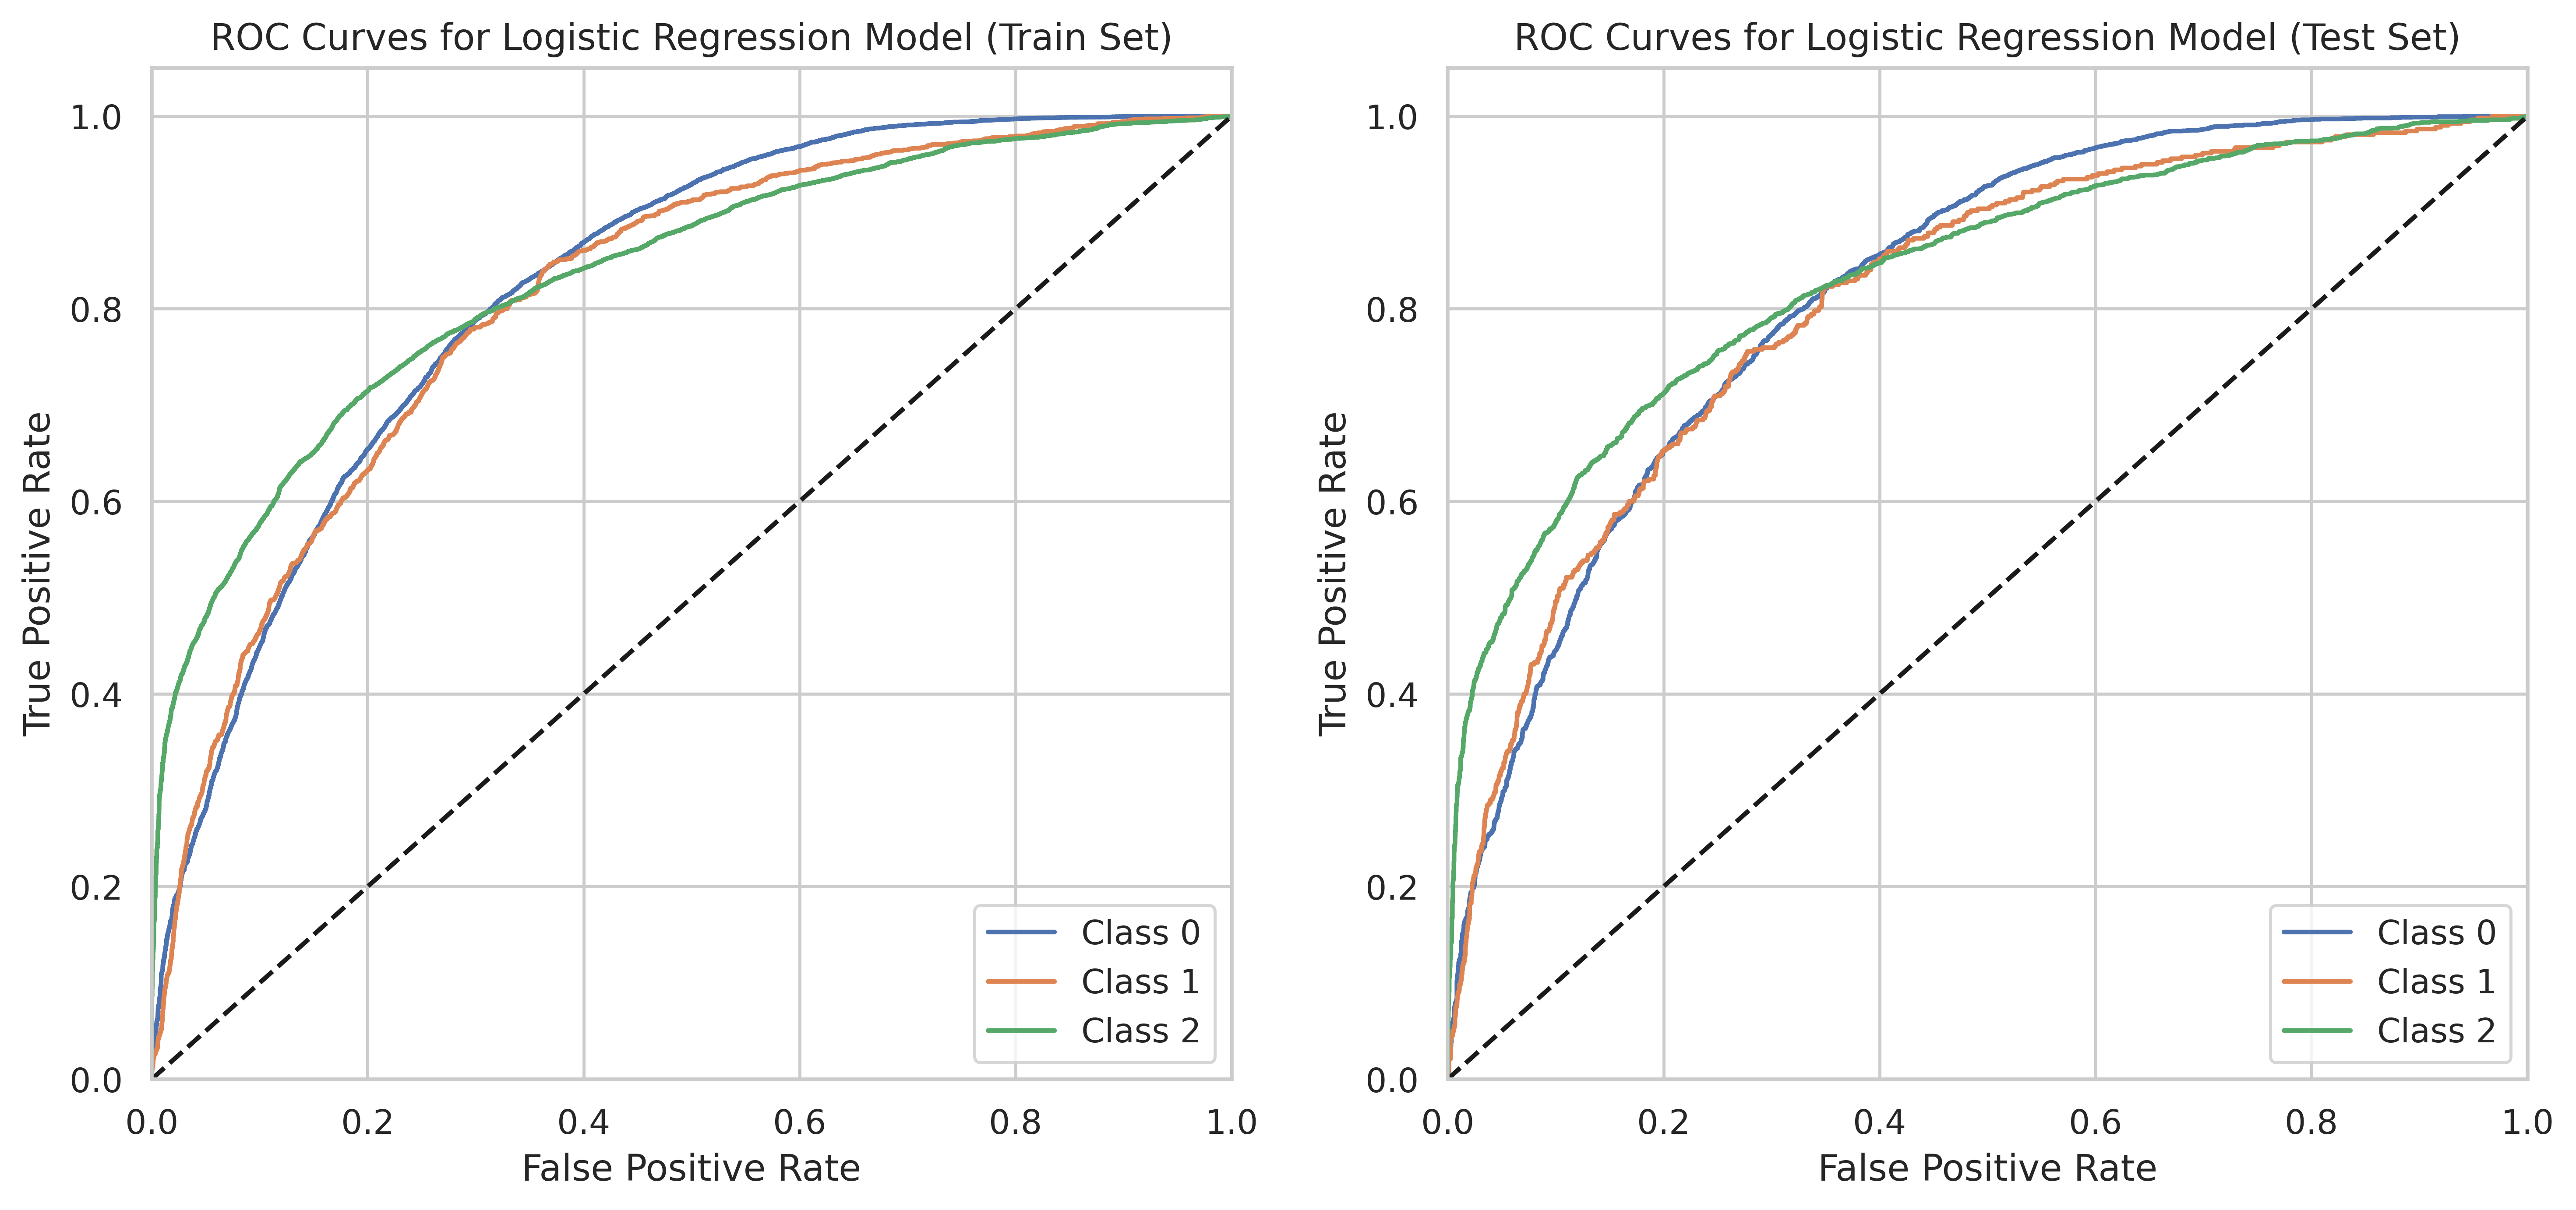 ROC Curves for Logistic Regression Model (Train Set)
True Positive Rate
1.0
0.8
0.6
0.4
0.2
0.0
0.0 0.2 0.4 0.6 0.8 1.0
False Positive Rate
Class 0
Class 1
Class 2
ROC Curves for Logistic Regression Model (Test Set)
True Positive Rate
1.0
0.8
0.6
0.4
0.2
0.0
0.0 0.2 0.4 0.6 0.8 1.0
False Positive Rate
Class 0
Class 1
Class 2